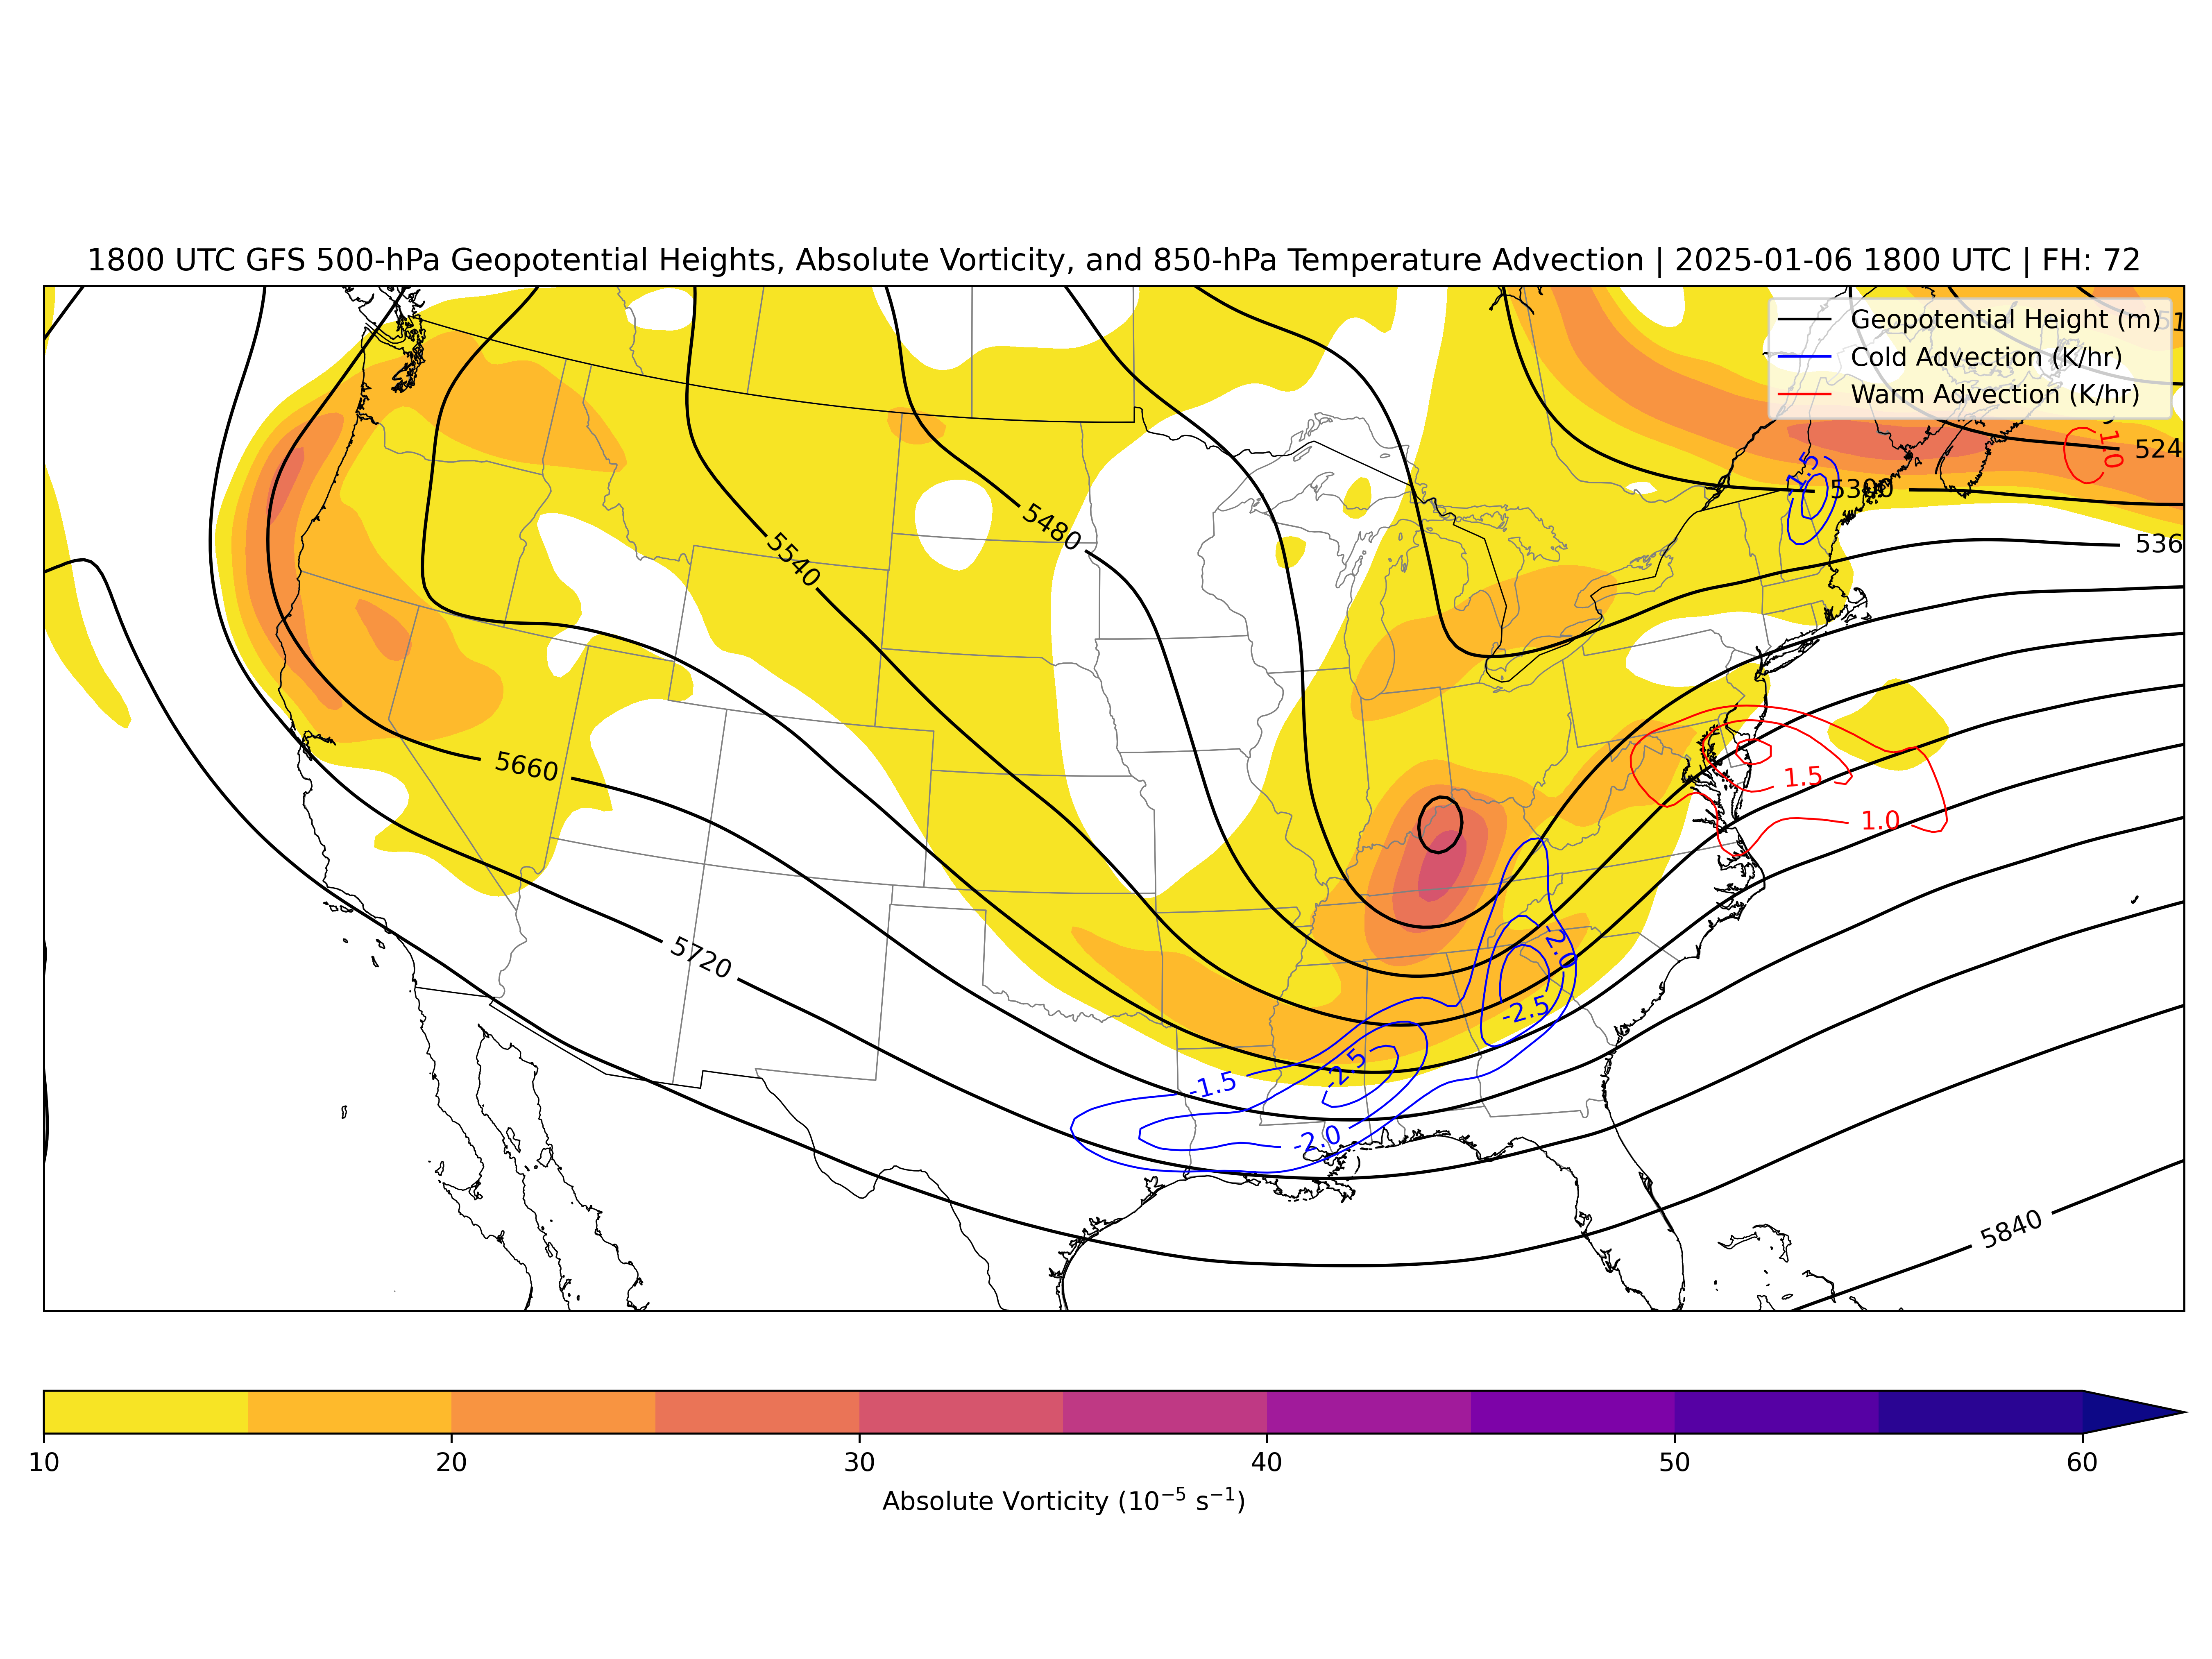 1800 UTC GFS 500-hPa Geopotential Heights, Absolute Vorticity, and 850-hPa Temperature Advection | 2025-01-06 1800 UTC | FH: 72
Geopotential Height (m)
Cold Advection (K/hr)
Warm Advection (K/hr)
1.0
524
-1.5
5300
5480
536
5540
5660
1.5
1.0
5720
-2.0
-2.5
-2.5
-1.5
-2.0
5840
10 20 30 40 50 60
Absolute Vorticity (10⁻⁵ s⁻¹)